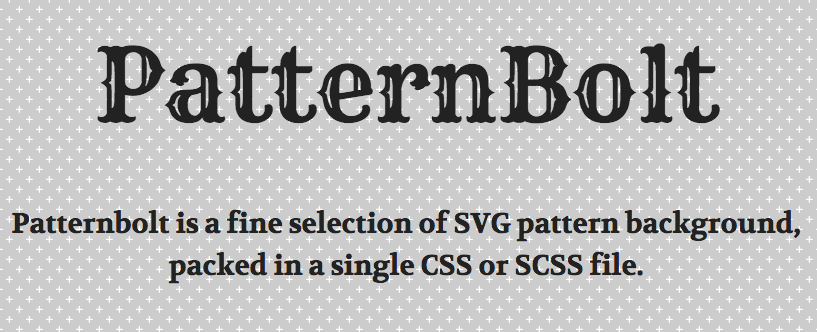 PatternBolt
Patternbolt is a fine selection of SVG pattern background,
packed in a single CSS or SCSS file.